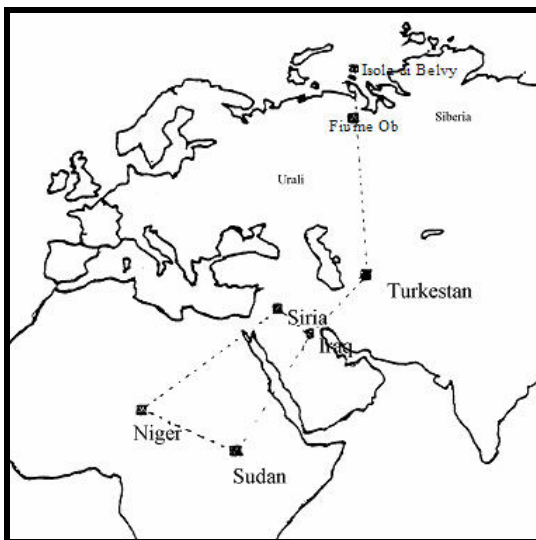 Isola di Belvy
Fiume Ob
Siberia
Urali
Turkestan
Siria
Iraq
Niger
Sudan